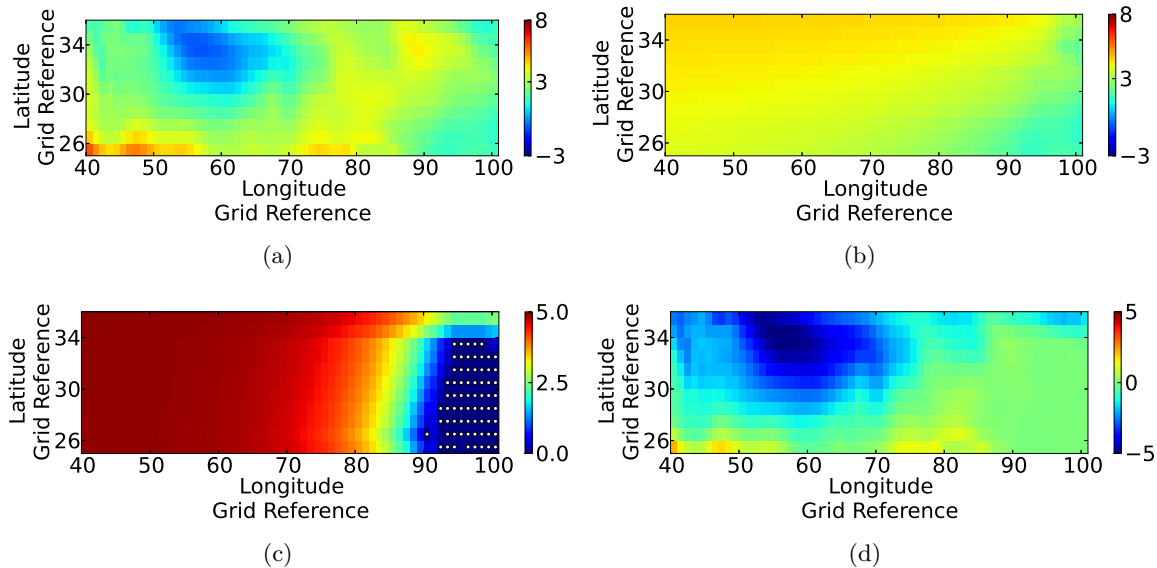 8
3
−3
34
30
26
Latitude
Grid Reference
40 50 60 70 80 90 100
Longitude
Grid Reference
(a)
8
3
−3
34
30
26
Latitude
Grid Reference
40 50 60 70 80 90 100
Longitude
Grid Reference
(b)
5.0
2.5
0.0
34
30
26
Latitude
Grid Reference
40 50 60 70 80 90 100
Longitude
Grid Reference
(c)
5
0
−5
34
30
26
Latitude
Grid Reference
40 50 60 70 80 90 100
Longitude
Grid Reference
(d)